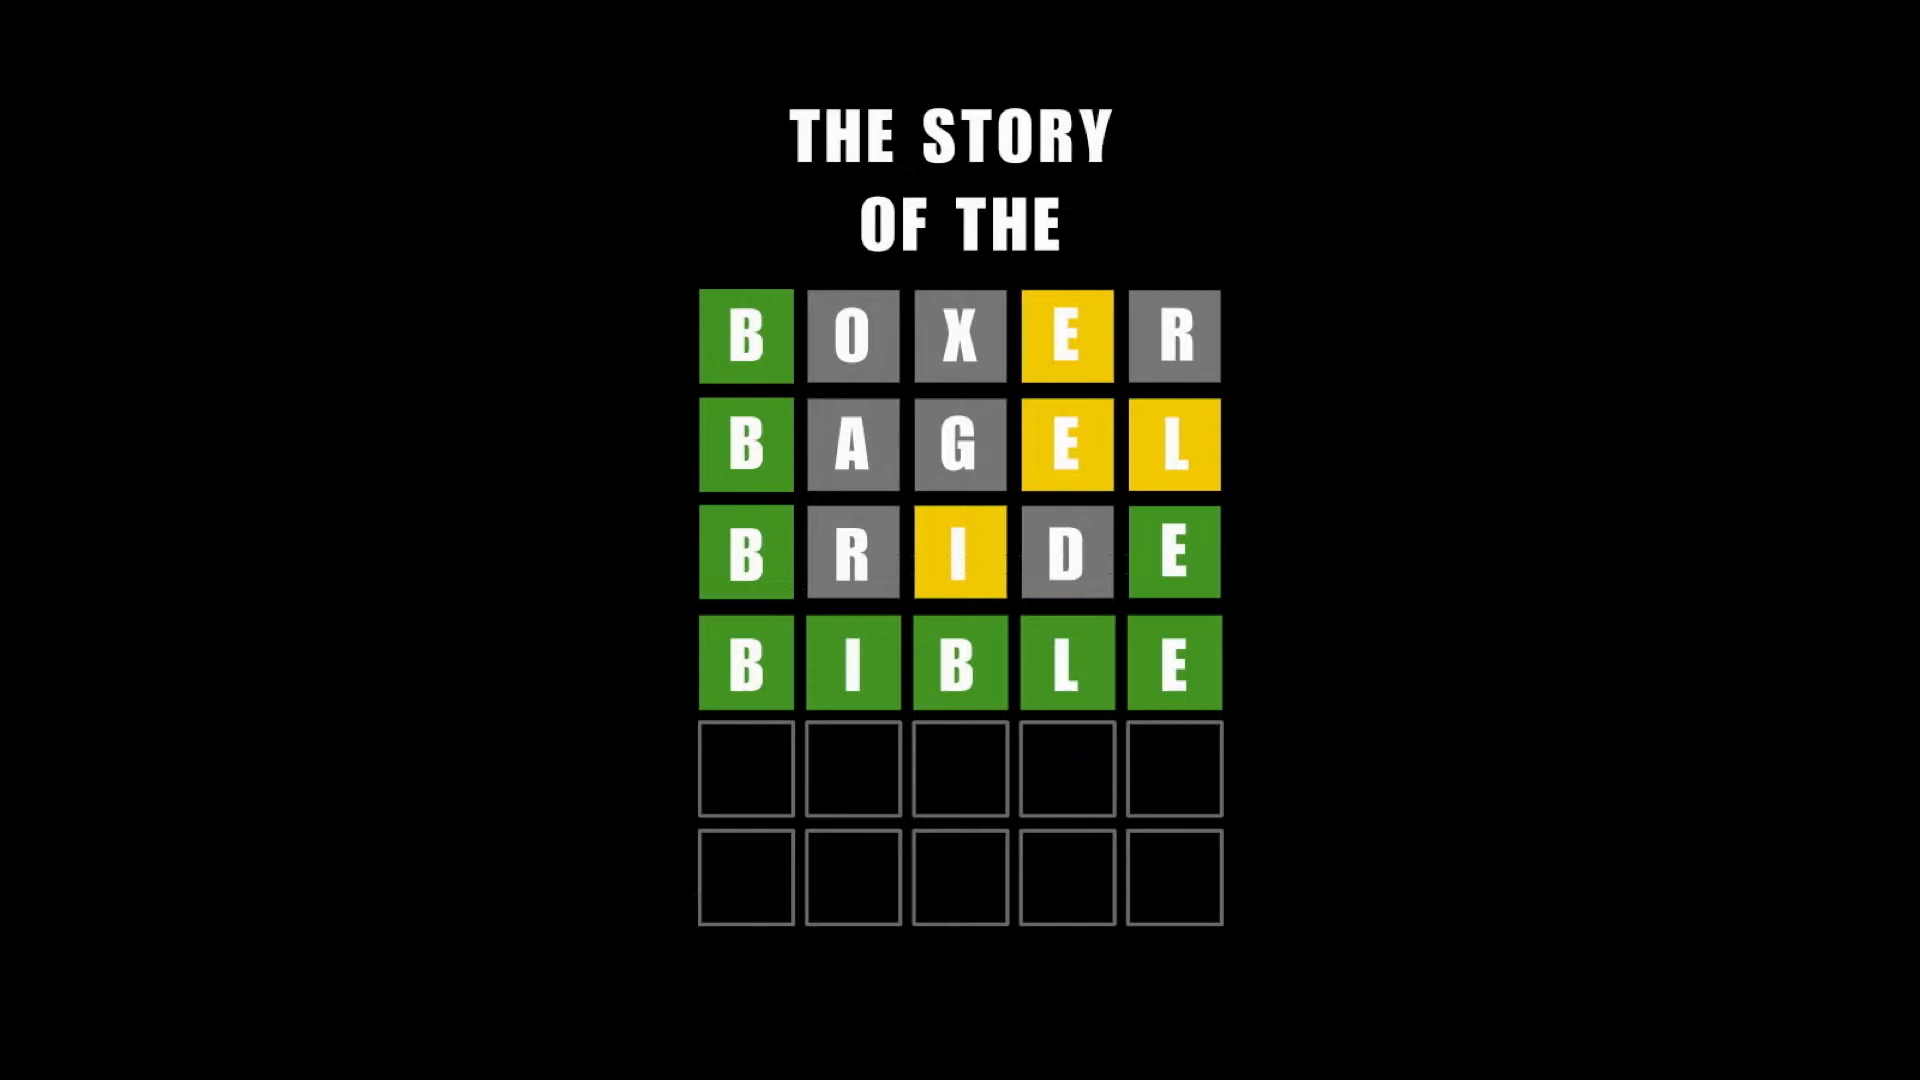 THE STORY
OF THE
BOXER
BAGEL
BRIDE
BIBLE